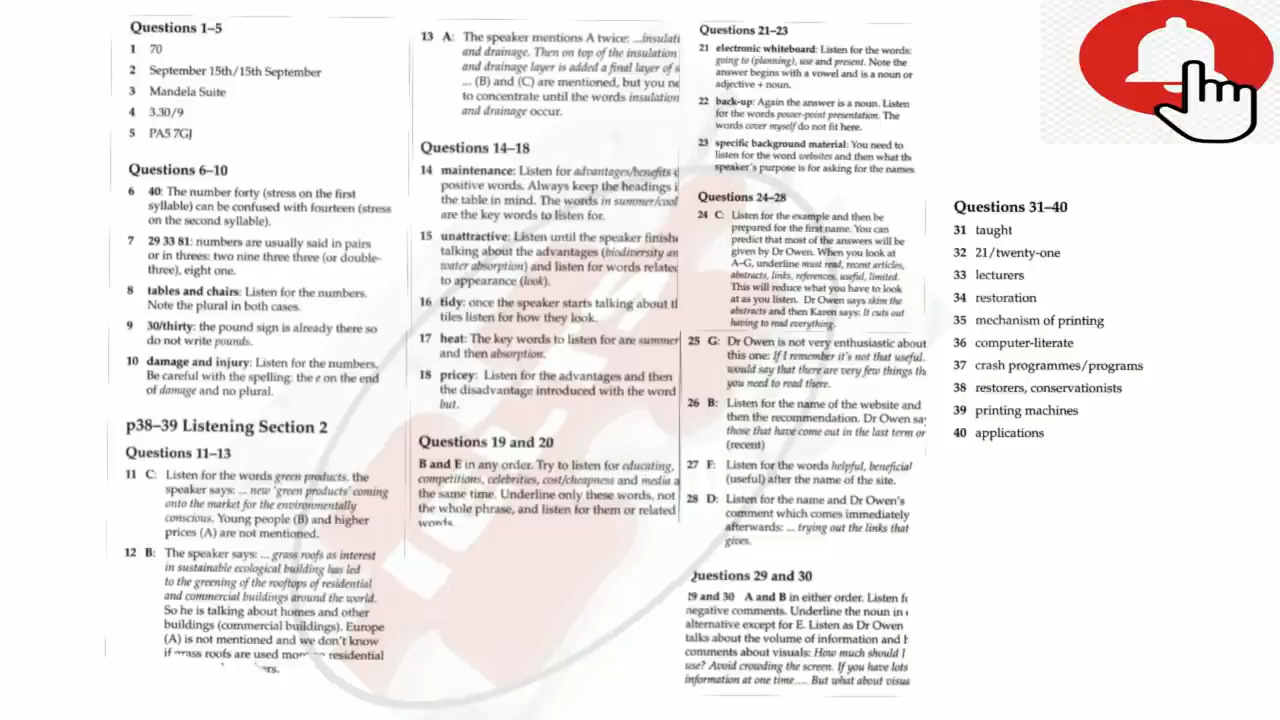 Questions 1–5
1 70
2 September 15th/15th September
3 Mandela Suite
4 3.30/9
5 PA5 7GJ
Questions 6–10
6 40: The number forty (stress on the first
syllable) can be confused with fourteen (stress
on the second syllable).
7 29 33 81: numbers are usually said in pairs
or in threes: two nine three three (or double-
three), eight one.
8 tables and chairs: Listen for the numbers.
Note the plural in both cases.
9 30/thirty: the pound sign is already there so
do not write pounds.
10 damage and injury: Listen for the numbers.
Be careful with the spelling: the e on the end
of damage and no plural.
p38–39 Listening Section 2
Questions 11–13
11 C: Listen for the words green products. the
speaker says: ... new 'green products' coming
onto the market for the environmentally
conscious. Young people (B) and higher
prices (A) are not mentioned.
12 B: The speaker says: ... grass roofs as interest
in sustainable ecological building has led
to the greening of the rooftops of residential
and commercial buildings around the world.
So he is talking about homes and other
buildings (commercial buildings). Europe
(A) is not mentioned and we don't know
if grass roofs are used more residential
13 A: The speaker mentions A twice: ...insulati
and drainage. Then on top of the insulation
and drainage layer is added a final layer of s
... (B) and (C) are mentioned, but you ne
to concentrate until the words insulation
and drainage occur.
Questions 14–18
14 maintenance: Listen for advantages/benefits
positive words. Always keep the headings i
the table in mind. The words in summer/cool
are the key words to listen for.
15 unattractive: Listen until the speaker finish
talking about the advantages (biodiversity an
water absorption) and listen for words relatec
to appearance (look).
16 tidy: once the speaker starts talking about tl
tiles listen for how they look.
17 heat: The key words to listen for are summer
and then absorption.
18 pricey: Listen for the advantages and then
the disadvantage introduced with the word
but.
Questions 19 and 20
B and E in any order. Try to listen for educating,
competitions, celebrities, cost/cheapness and media a
the same time. Underline only these words, not
the whole phrase, and listen for them or related
words.
Questions 21–23
21 electronic whiteboard: Listen for the words:
going to (planning), use and present. Note the
answer begins with a vowel and is a noun or
adjective + noun.
22 back-up: Again the answer is a noun. Listen
for the words power-point presentation. The
words cover myself do not fit here.
23 specific background material: You need to
listen for the word websites and then what th
speaker's purpose is for asking for the names
Questions 24–28
24 C: Listen for the example and then be
prepared for the first name. You can
predict that most of the answers will be
given by Dr Owen. When you look at
A–G, underline must read, recent articles,
abstracts, links, references, useful, limited.
This will reduce what you have to look
at as you listen. Dr Owen says skim the
abstracts and then Karen says: It cuts out
having to read everything.
25 G: Dr Owen is not very enthusiastic about
this one: If I remember it's not that useful.
would say that there are very few things th
you need to read there.
26 B: Listen for the name of the website and
then the recommendation. Dr Owen sa
those that have come out in the last term or
(recent)
27 F: Listen for the words helpful, beneficial
(useful) after the name of the site.
28 D: Listen for the name and Dr Owen's
comment which comes immediately
afterwards: ... trying out the links that
gives.
Questions 29 and 30
29 and 30 A and B in either order. Listen fo
negative comments. Underline the noun in
alternative except for E. Listen as Dr Owen
talks about the volume of information and
comments about visuals: How much should I
use? Avoid crowding the screen. If you have lots
information at one time.... But what about visua
Questions 31–40
31 taught
32 21/twenty-one
33 lecturers
34 restoration
35 mechanism of printing
36 computer-literate
37 crash programmes/programs
38 restorers, conservationists
39 printing machines
40 applications